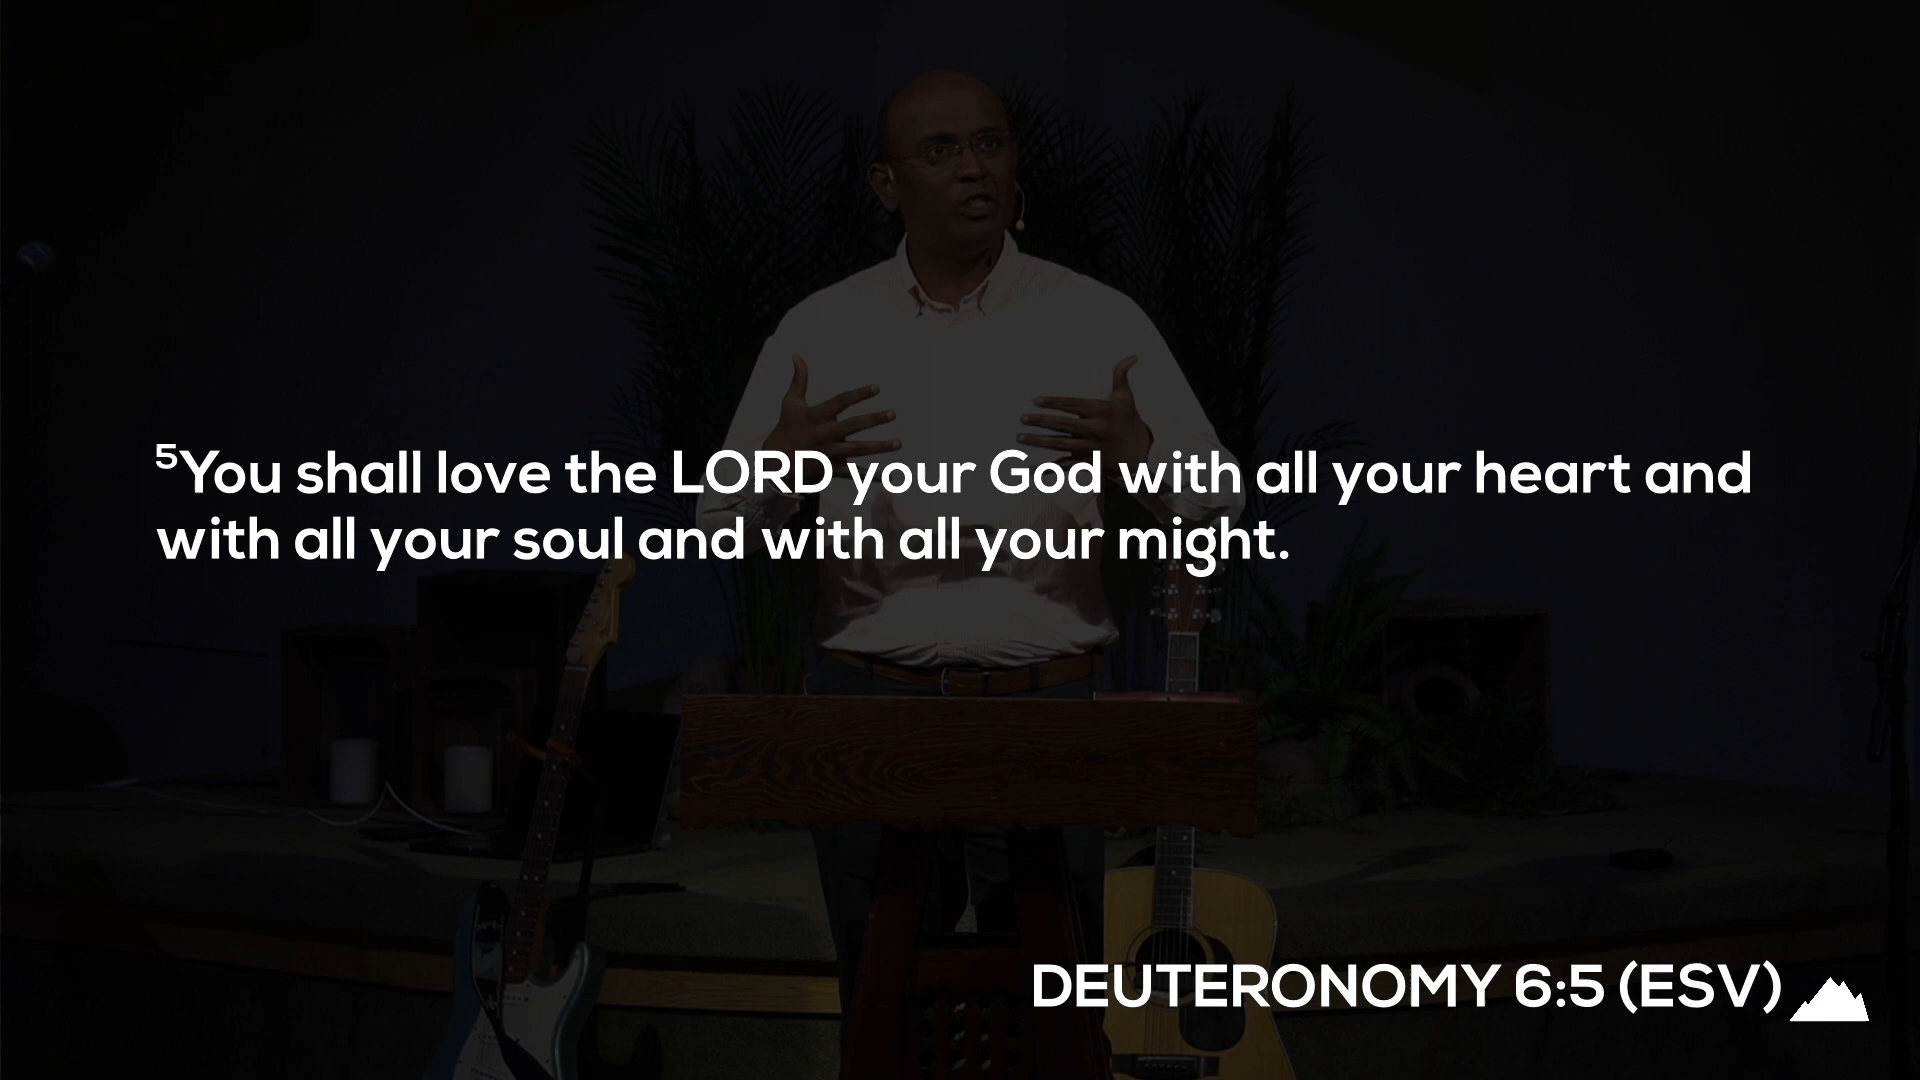 ⁵You shall love the LORD your God with all your heart and
with all your soul and with all your might.
DEUTERONOMY 6:5 (ESV)